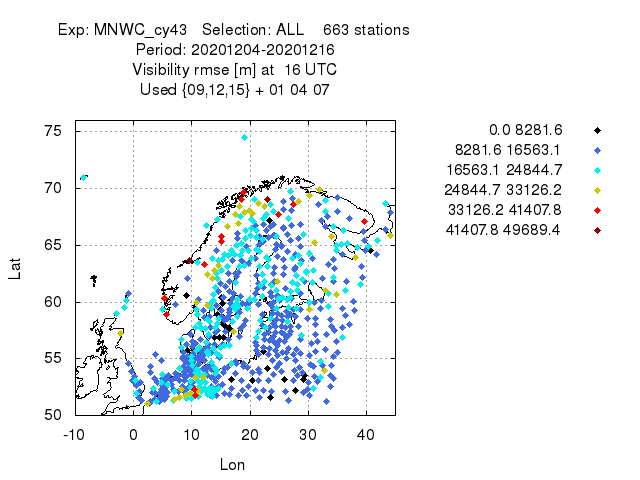 Exp: MNWC_cy43 Selection: ALL 663 stations
Period: 20201204-20201216
Visibility rmse [m] at 16 UTC
Used {09,12,15} + 01 04 07
0.0 8281.6
8281.6 16563.1
16563.1 24844.7
24844.7 33126.2
33126.2 41407.8
41407.8 49689.4
75
70
65
60
55
50
Lat
-10 0 10 20 30 40
Lon